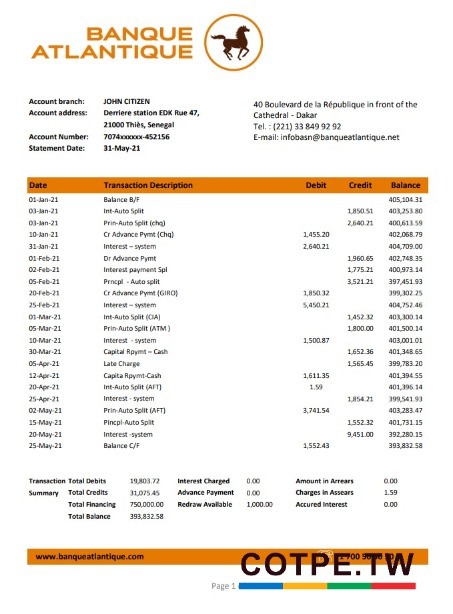 BANQUE
ATLANTIQUE
Account branch: JOHN CITIZEN
Account address: Derriere station EDK Rue 47,
21000 Thiès, Senegal
Account Number: 7074xxxxxx-452156
Statement Date: 31-May-21
40 Boulevard de la République in front of the
Cathedral - Dakar
Tel. : (221) 33 849 92 92
E-mail: infobasn@banqueatlantique.net
Date Transaction Description Debit Credit Balance
01-Jan-21 Balance B/F 405,104.31
03-Jan-21 Int-Auto Split 1,850.51 403,253.80
03-Jan-21 Prin-Auto Split (chq) 2,640.21 400,613.59
10-Jan-21 Cr Advance Pymt (Chq) 1,455.20 402,068.79
31-Jan-21 Interest – system 2,640.21 404,709.00
01-Feb-21 Dr Advance Pymt 1,960.65 402,748.35
02-Feb-21 Interest payment Spl 1,775.21 400,973.14
05-Feb-21 Prncpl - Auto split 3,521.21 397,451.93
20-Feb-21 Cr Advance Pymt (GIRO) 1,850.32 399,302.25
25-Feb-21 Interest – system 5,450.21 404,752.46
01-Mar-21 Int-Auto Split (CIA) 1,452.32 403,300.14
05-Mar-21 Prin-Auto Split (ATM ) 1,800.00 401,500.14
10-Mar-21 Interest - system 1,500.87 403,001.01
30-Mar-21 Capital Rpymt – Cash 1,652.36 401,348.65
05-Apr-21 Late Charge 1,565.45 399,783.20
12-Apr-21 Capita Rpymt-Cash 1,611.35 401,394.55
20-Apr-21 Int-Auto Split (AFT) 1.59 401,396.14
25-Apr-21 Interest - system 1,854.21 399,541.93
02-May-21 Prin-Auto Split (AFT) 3,741.54 403,283.47
15-May-21 Pincpl-Auto Split 1,552.32 401,731.15
20-May-21 Interest -system 9,451.00 392,280.15
25-May-21 Balance C/F 1,552.43 393,832.58
Transaction Total Debits 19,803.72 Interest Charged 0.00 Amount in Arrears 0.00
Summary Total Credits 31,075.45 Advance Payment 0.00 Charges in Assears 1.59
Total Financing 750,000.00 Redraw Available 1,000.00 Accured Interest 0.00
Total Balance 393,832.58
www.banqueatlantique.com
COTPE.TW
Page 1